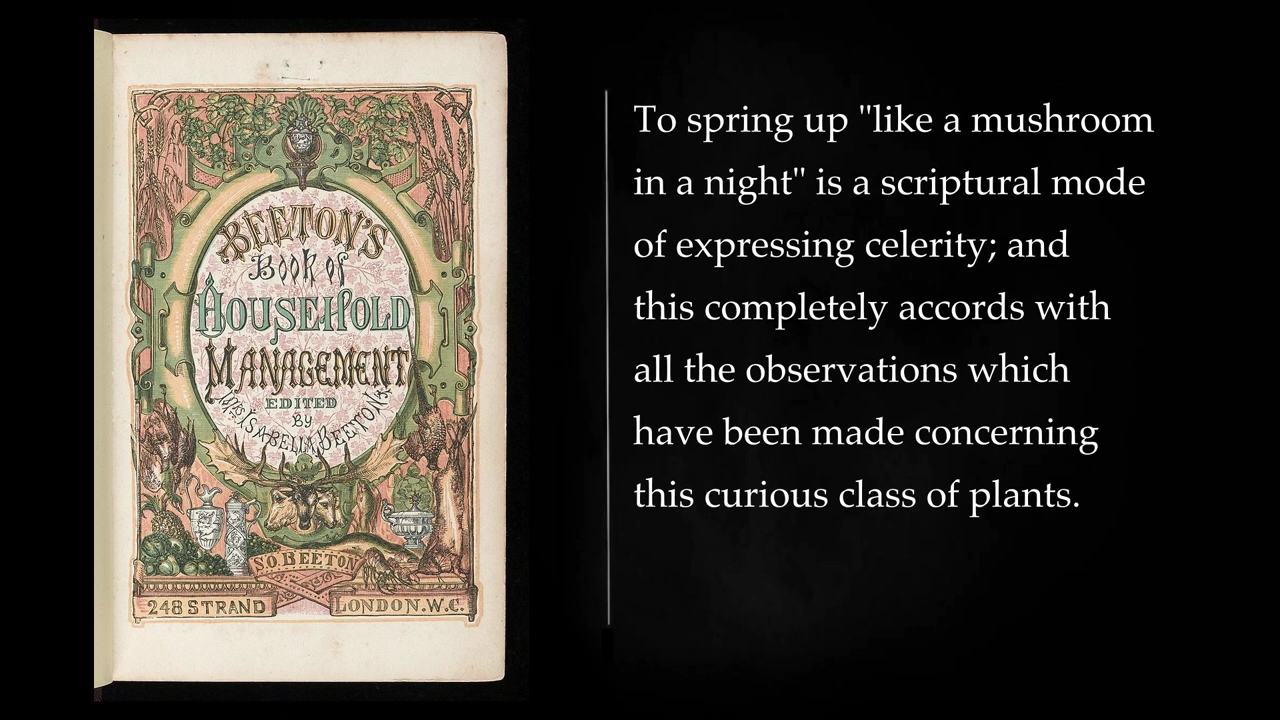 BEETON'S
Book of
HOUSEHOLD
MANAGEMENT
EDITED
BY
MRS ISABELLA BEETON
S.O. BEETON
248 STRAND
LONDON. W.C.
To spring up "like a mushroom
in a night" is a scriptural mode
of expressing celerity; and
this completely accords with
all the observations which
have been made concerning
this curious class of plants.